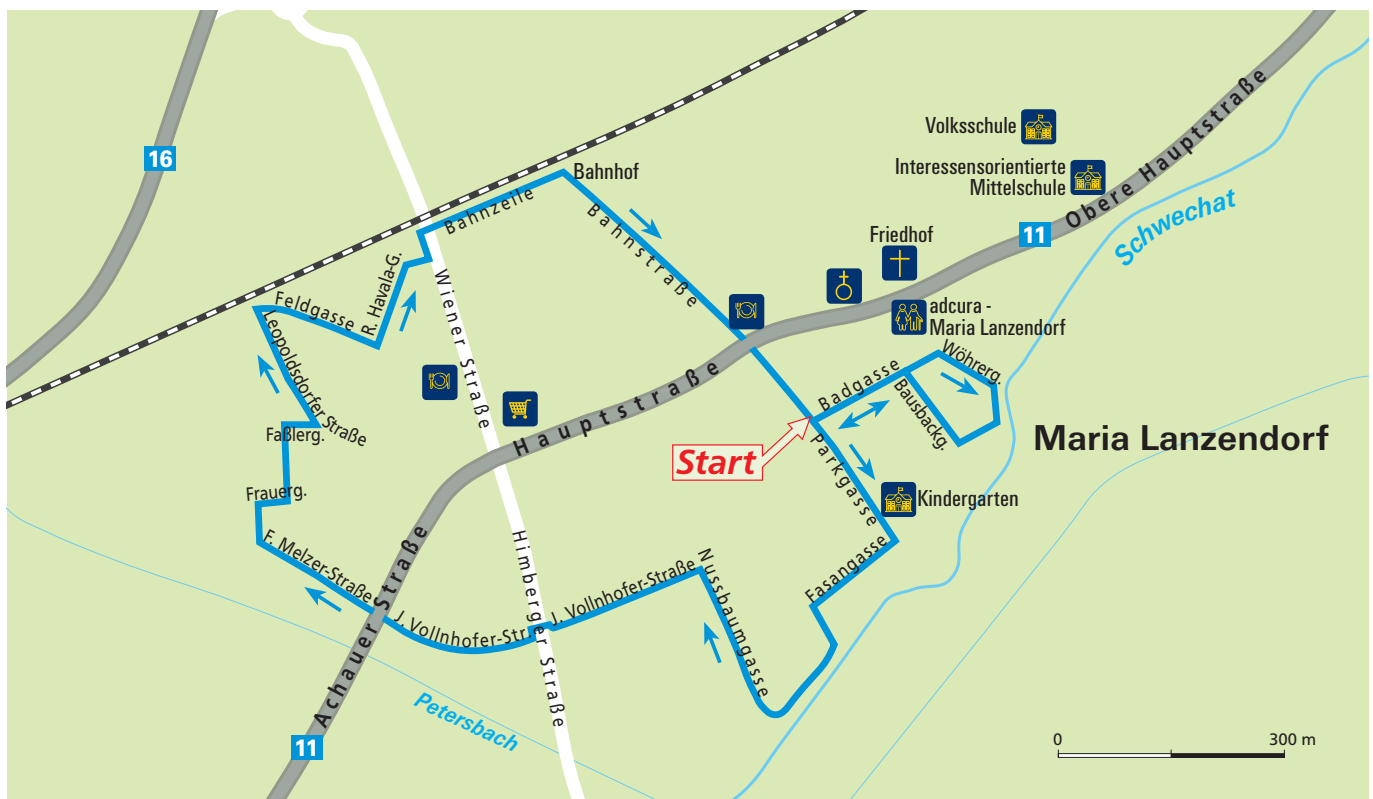 Volksschule
16
Interessensorientierte
Mittelschule
Bahnhof
Obere Hauptstraße
Bahnzeile
Bahnstraße
11
Schwechat
Friedhof
R. Havala-G.
Wiener Straße
Feldgasse
Leopoldsdorfer Straße
adcura -
Maria Lanzendorf
Wöhrerg.
Badgasse
Bausbackg.
Hauptstraße
Faßlerg.
Maria Lanzendorf
Start
Parkgasse
Frauerg.
Kindergarten
F. Melzer-Straße
Himberger Straße
Nussbaumgasse
Fasangasse
J. Vollnhofer-Straße
J. Vollnhofer-Str.
Achauer Straße
Petersbach
11
0 300 m